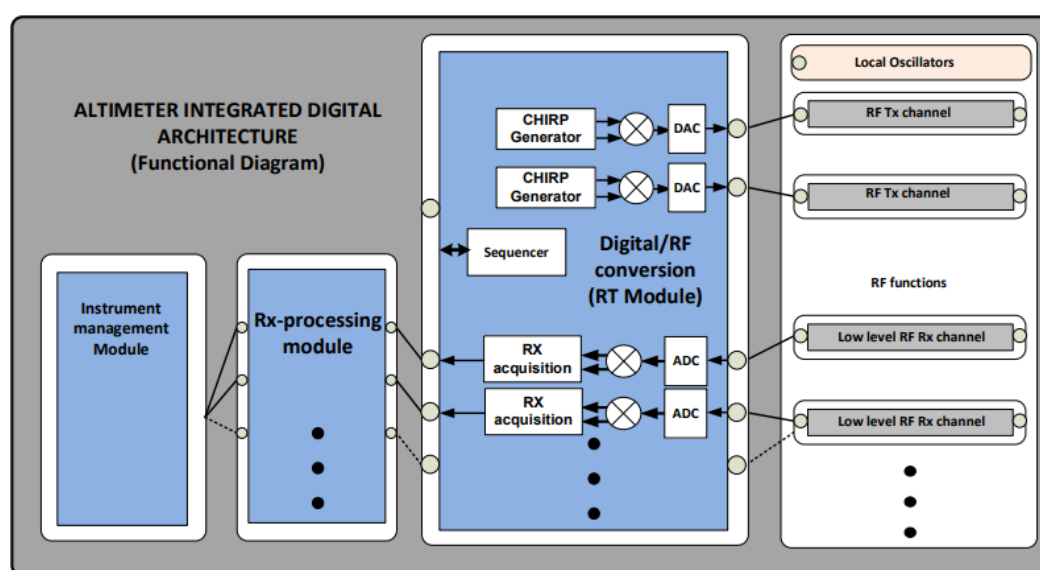 ALTIMETER INTEGRATED DIGITAL
ARCHITECTURE
(Functional Diagram)
Instrument
management
Module
Rx-processing
module
CHIRP
Generator
DAC
CHIRP
Generator
DAC
Sequencer
Digital/RF
conversion
(RT Module)
RX
acquisition
ADC
RX
acquisition
ADC
Local Oscillators
RF Tx channel
RF Tx channel
RF functions
Low level RF Rx channel
Low level RF Rx channel